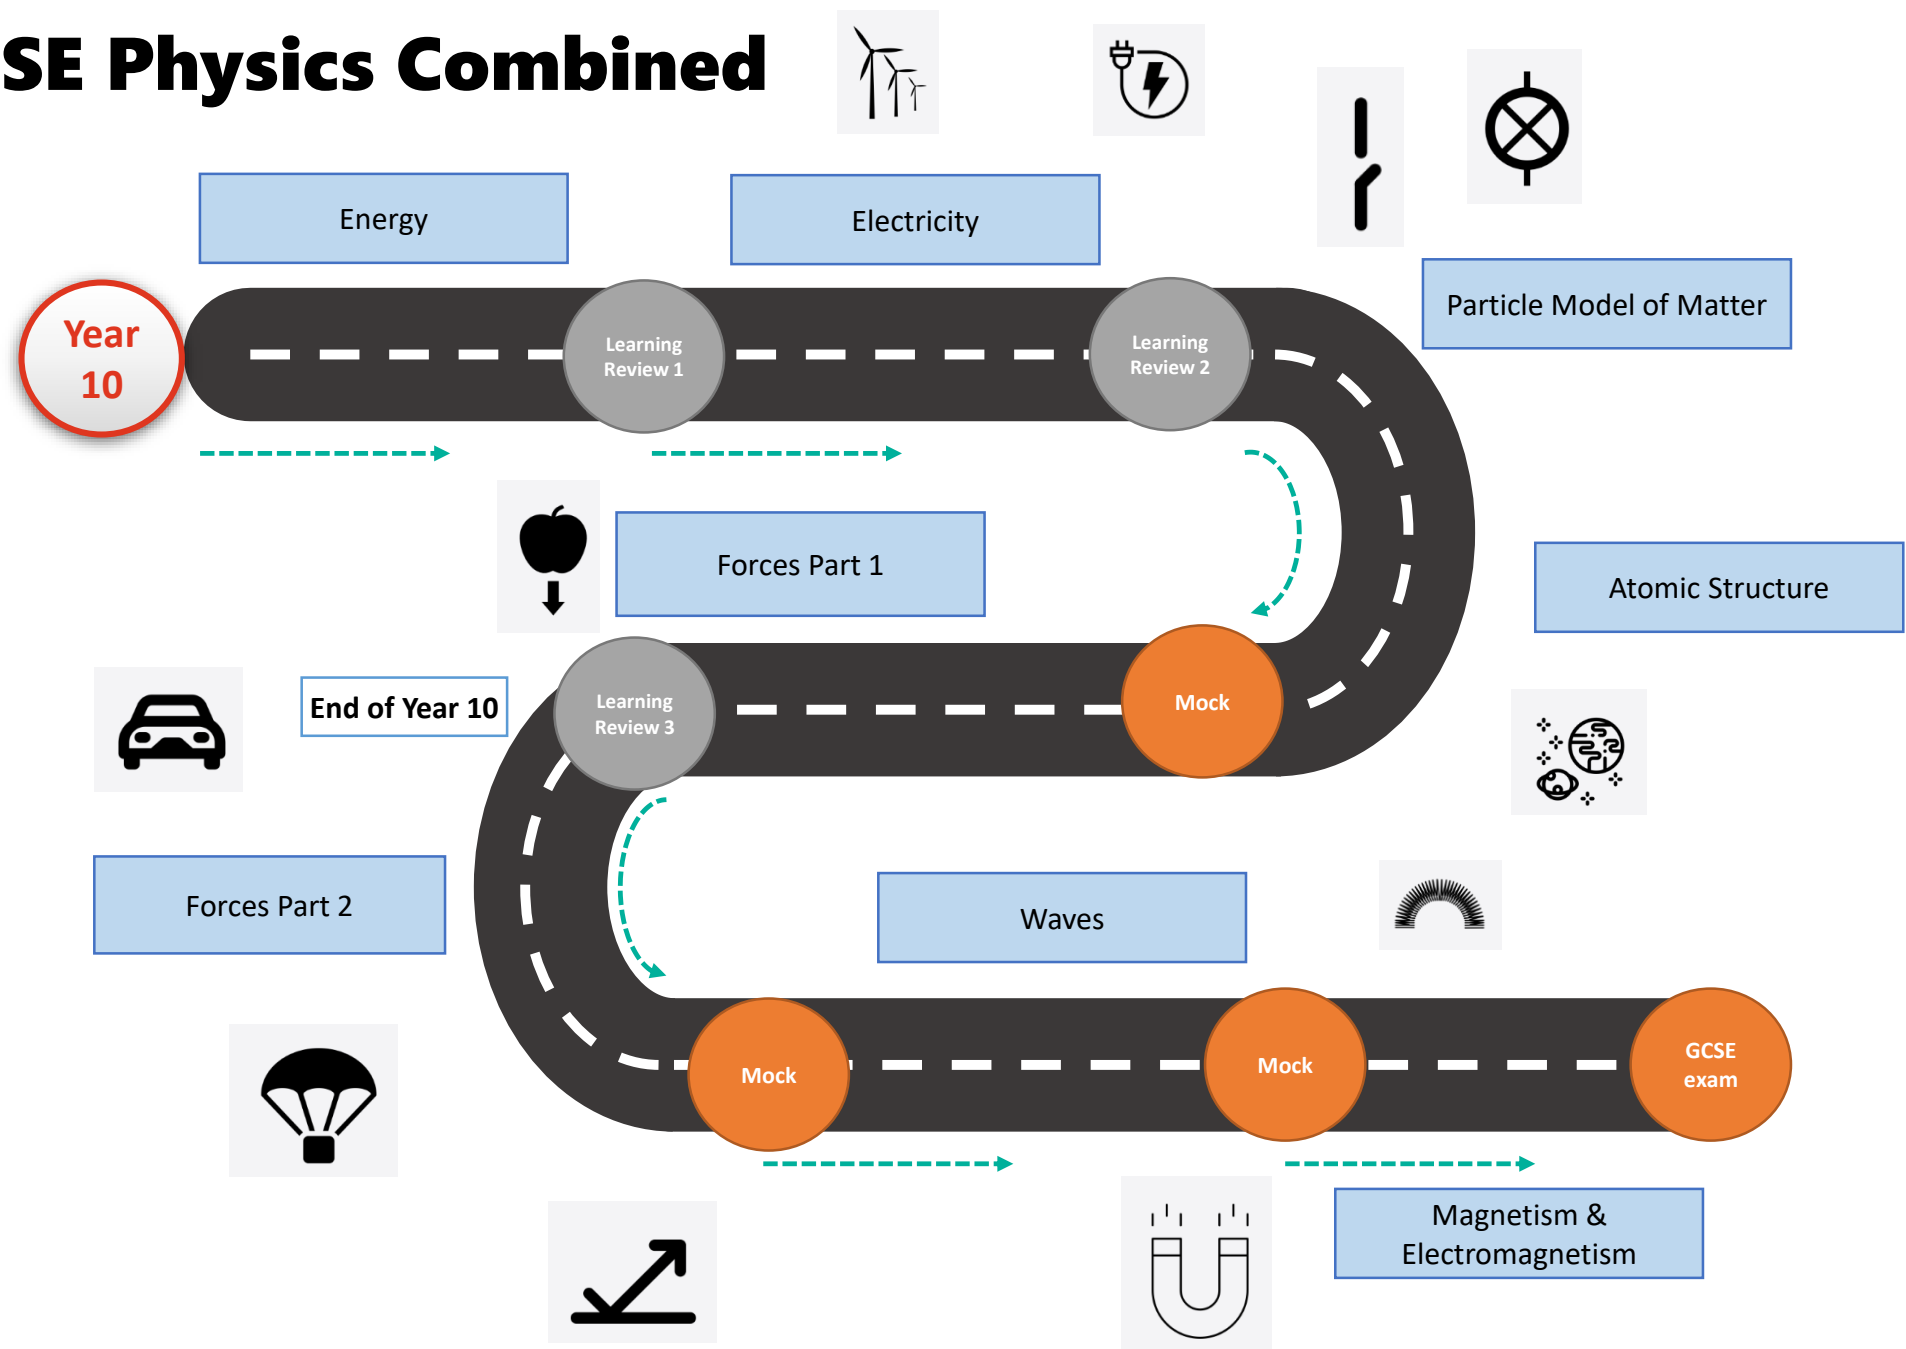 SE Physics Combined
Energy
Electricity
Particle Model of Matter
Year
10
Learning
Review 1
Learning
Review 2
Forces Part 1
Atomic Structure
End of Year 10
Learning
Review 3
Mock
Forces Part 2
Waves
Mock
Mock
GCSE
exam
Magnetism &
Electromagnetism